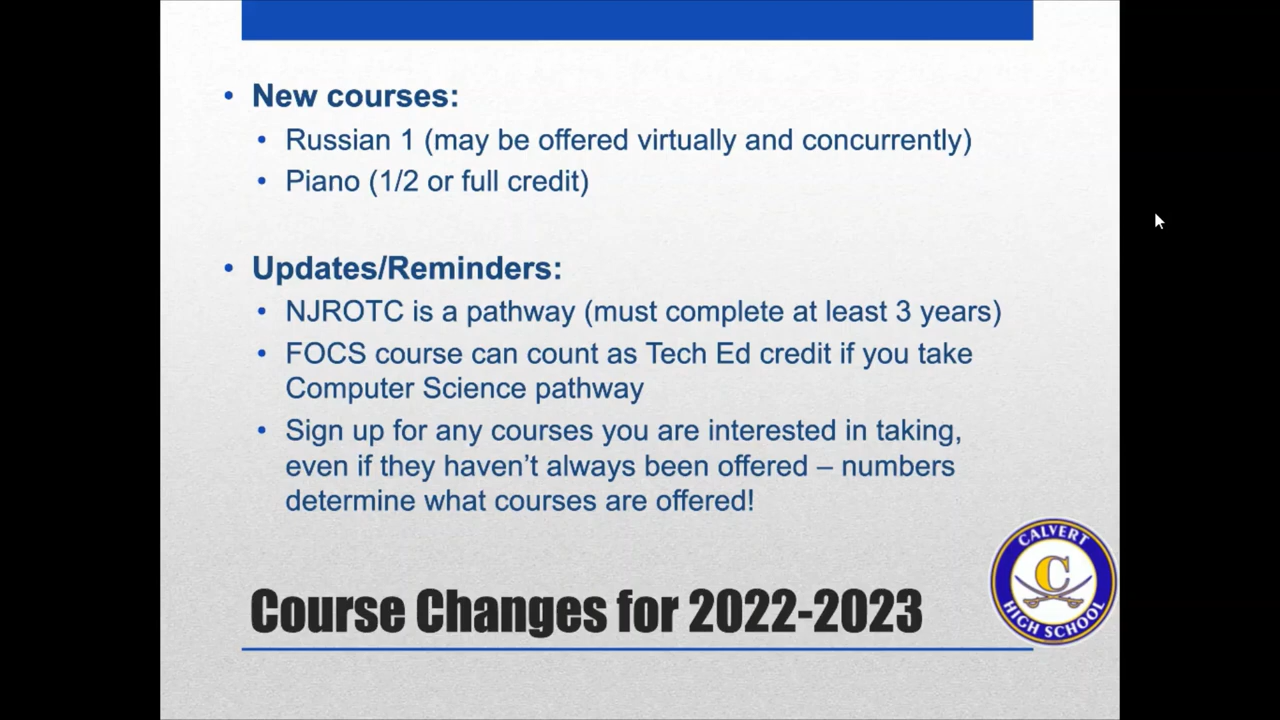 New courses:
Russian 1 (may be offered virtually and concurrently)
Piano (1/2 or full credit)
Updates/Reminders:
NJROTC is a pathway (must complete at least 3 years)
FOCS course can count as Tech Ed credit if you take
Computer Science pathway
Sign up for any courses you are interested in taking,
even if they haven't always been offered – numbers
determine what courses are offered!
Course Changes for 2022-2023
CALVERT
C
HIGH SCHOOL